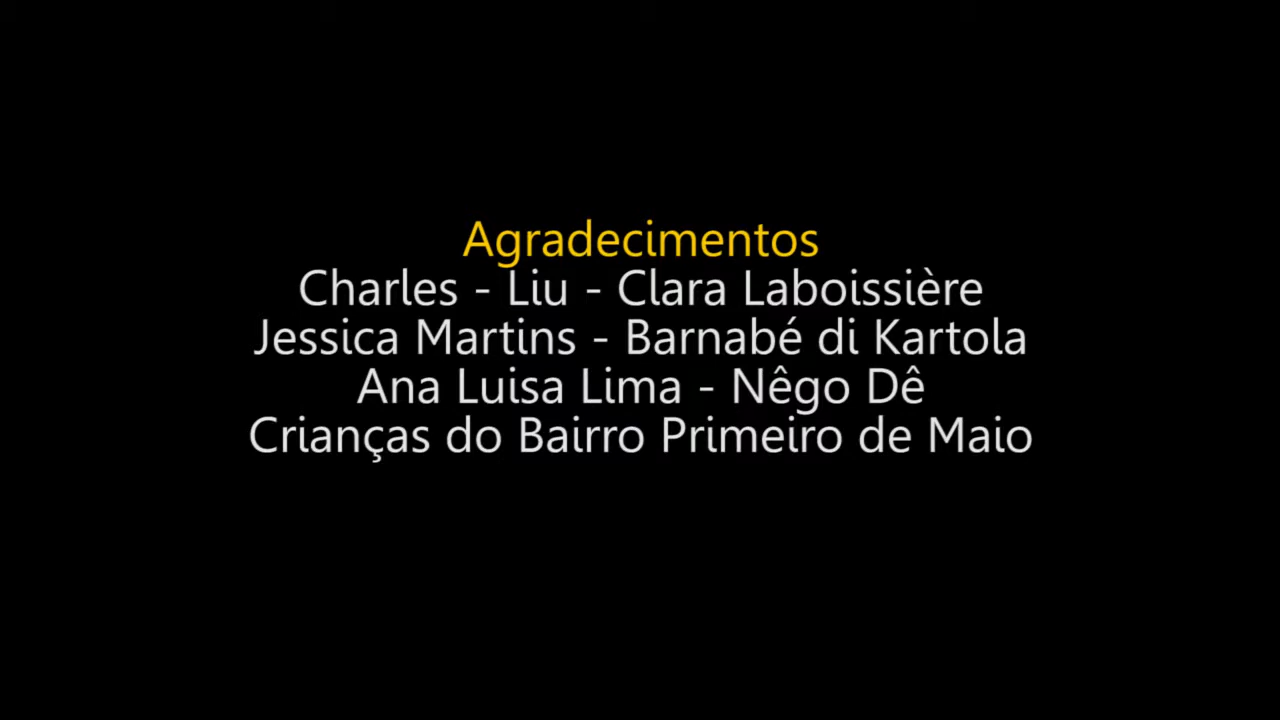 Agradecimentos
Charles - Liu - Clara Laboissière
Jessica Martins - Barnabé di Kartola
Ana Luisa Lima - Nêgo Dê
Crianças do Bairro Primeiro de Maio